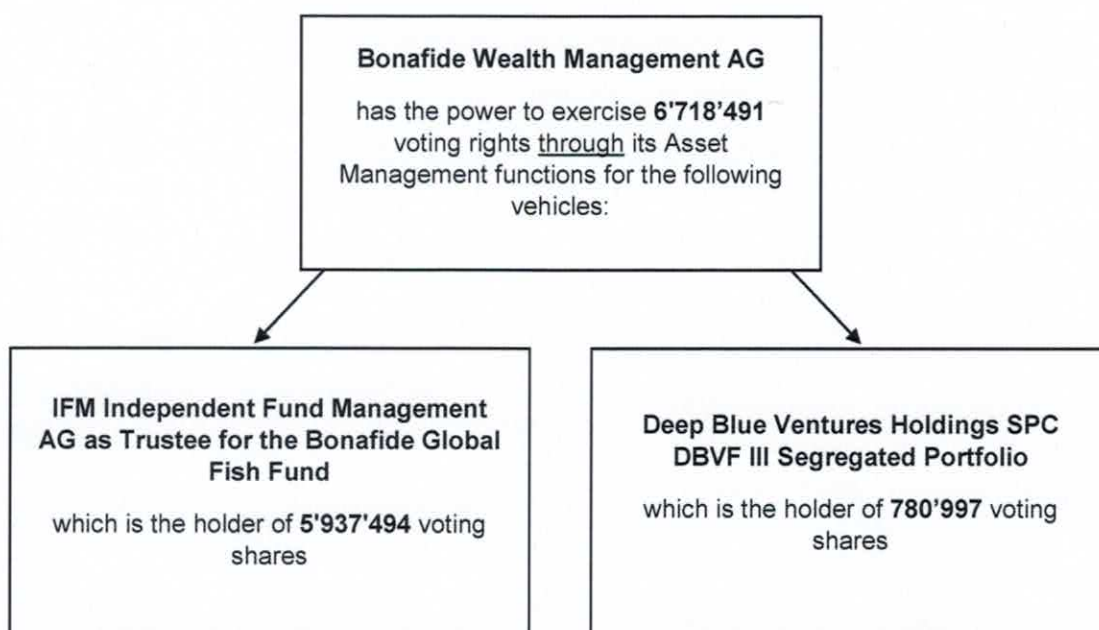 Bonafide Wealth Management AG
has the power to exercise 6'718'491
voting rights through its Asset
Management functions for the following
vehicles:
IFM Independent Fund Management
AG as Trustee for the Bonafide Global
Fish Fund
which is the holder of 5'937'494 voting
shares
Deep Blue Ventures Holdings SPC
DBVF III Segregated Portfolio
which is the holder of 780’997 voting
shares